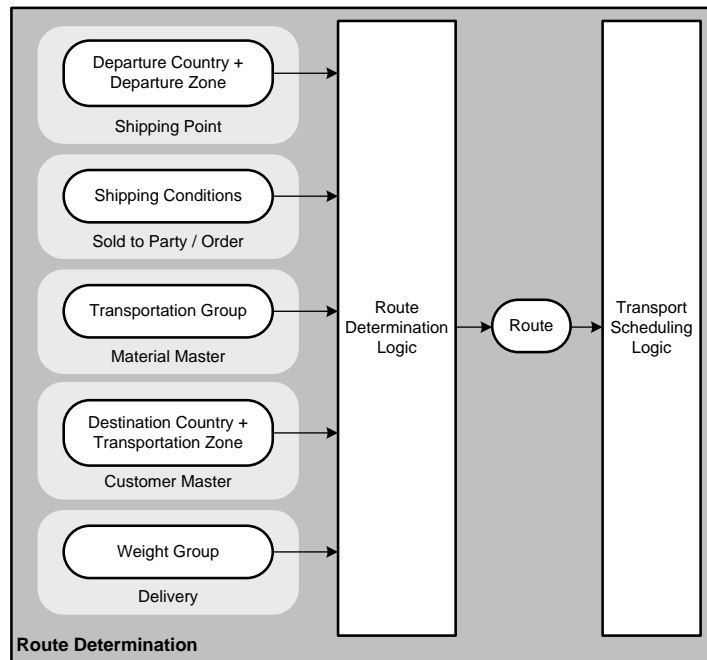 Departure Country +
Departure Zone
Shipping Point
Shipping Conditions
Sold to Party / Order
Transportation Group
Material Master
Destination Country +
Transportation Zone
Customer Master
Weight Group
Delivery
Route
Determination
Logic
Route
Transport
Scheduling
Logic
Route Determination